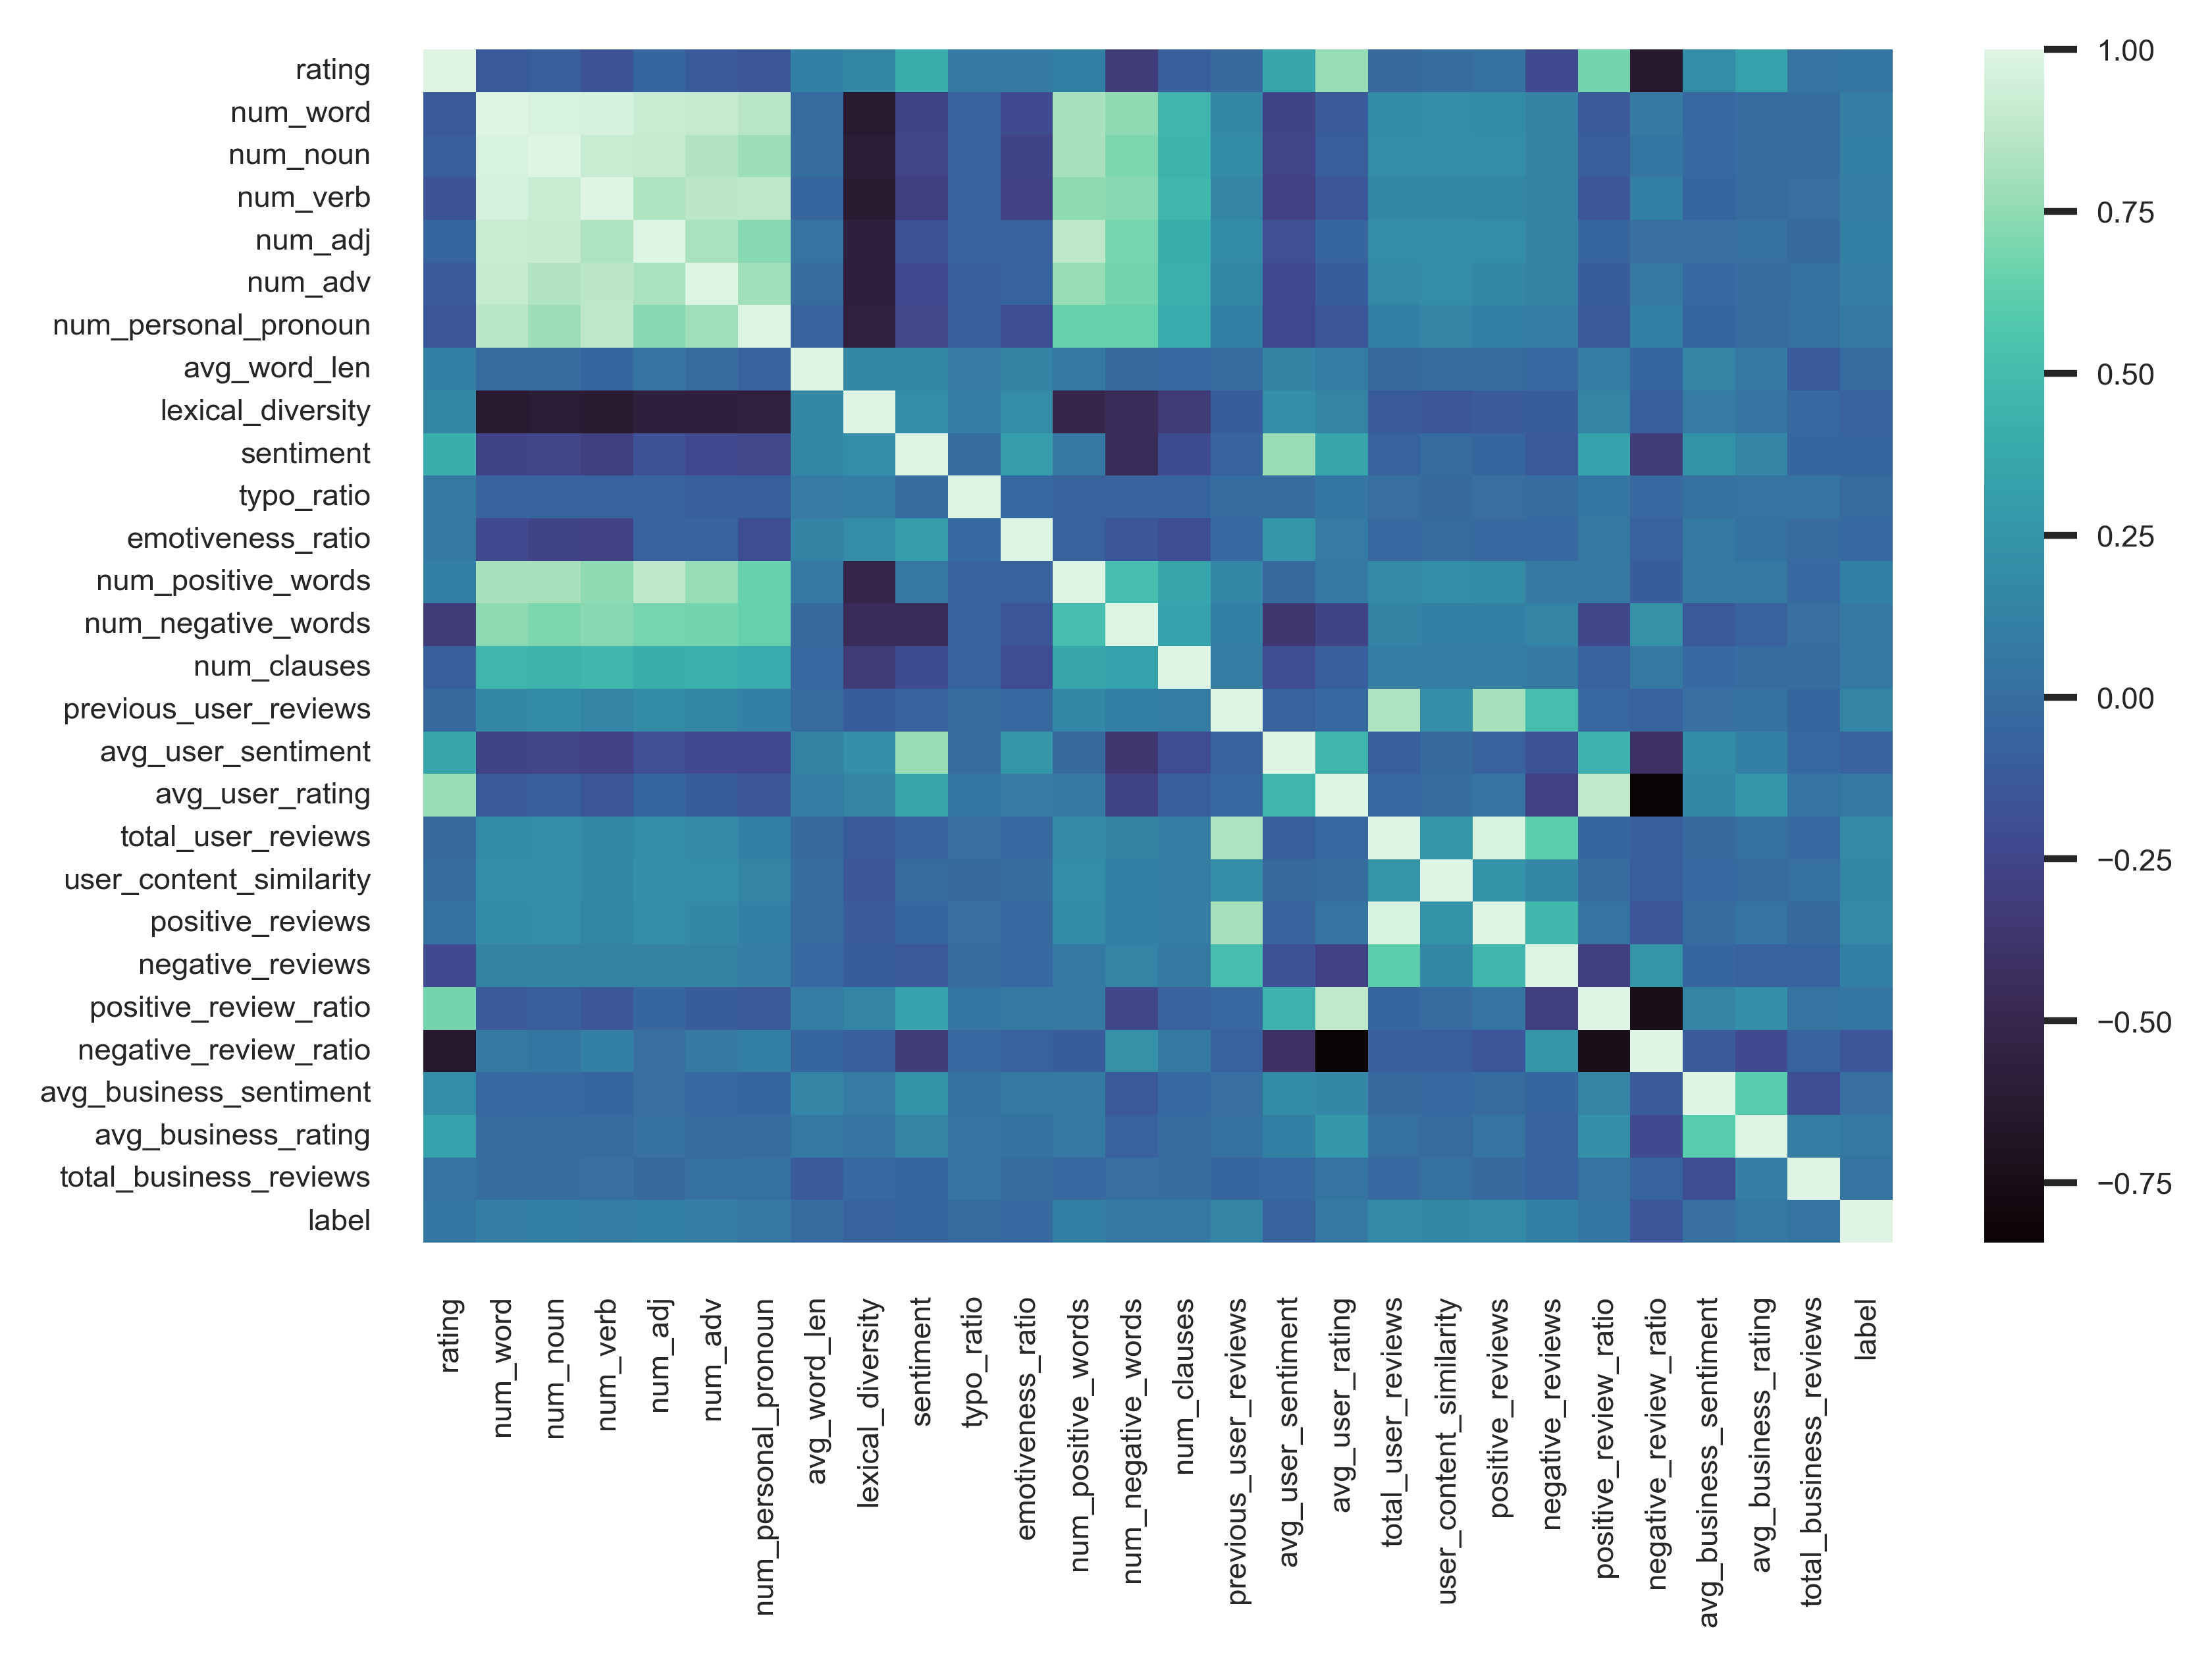 rating
num_word
num_noun
num_verb
num_adj
num_adv
num_personal_pronoun
avg_word_len
lexical_diversity
sentiment
typo_ratio
emotiveness_ratio
num_positive_words
num_negative_words
num_clauses
previous_user_reviews
avg_user_sentiment
avg_user_rating
total_user_reviews
user_content_similarity
positive_reviews
negative_reviews
positive_review_ratio
negative_review_ratio
avg_business_sentiment
avg_business_rating
total_business_reviews
label
rating
num_word
num_noun
num_verb
num_adj
num_adv
num_personal_pronoun
avg_word_len
lexical_diversity
sentiment
typo_ratio
emotiveness_ratio
num_positive_words
num_negative_words
num_clauses
previous_user_reviews
avg_user_sentiment
avg_user_rating
total_user_reviews
user_content_similarity
positive_reviews
negative_reviews
positive_review_ratio
negative_review_ratio
avg_business_sentiment
avg_business_rating
total_business_reviews
label
1.00
0.75
0.50
0.25
0.00
−0.25
−0.50
−0.75